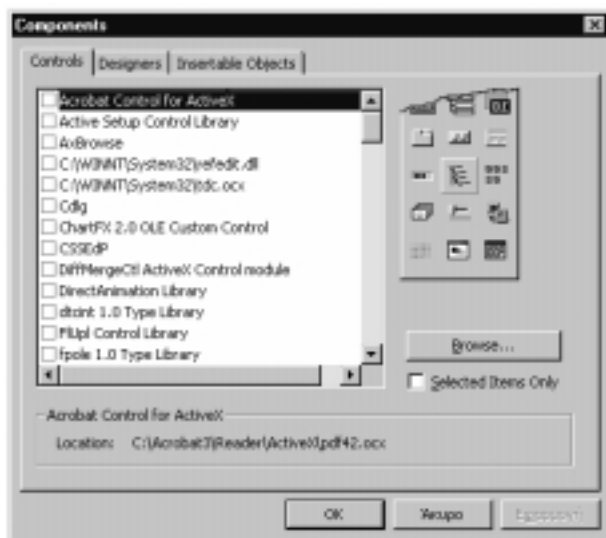 Components
Controls
Designers
Insertable Objects
Acrobat Control for ActiveX
Active Setup Control Library
AxBrowse
C:\WINNT\System32\refedit.dll
C:\WINNT\System32\tdc.ocx
Cdlg
ChartFX 2.0 OLE Custom Control
CSSEdP
DiffMergeCtl ActiveX Control module
DirectAnimation Library
dtcint 1.0 Type Library
FlUpl Control Library
fpole 1.0 Type Library
Browse...
Selected Items Only
Acrobat Control for ActiveX
Location: C:\Acrobat3\Reader\ActiveX\pdf42.ocx
OK
Άκυρο
Εφαρμογή